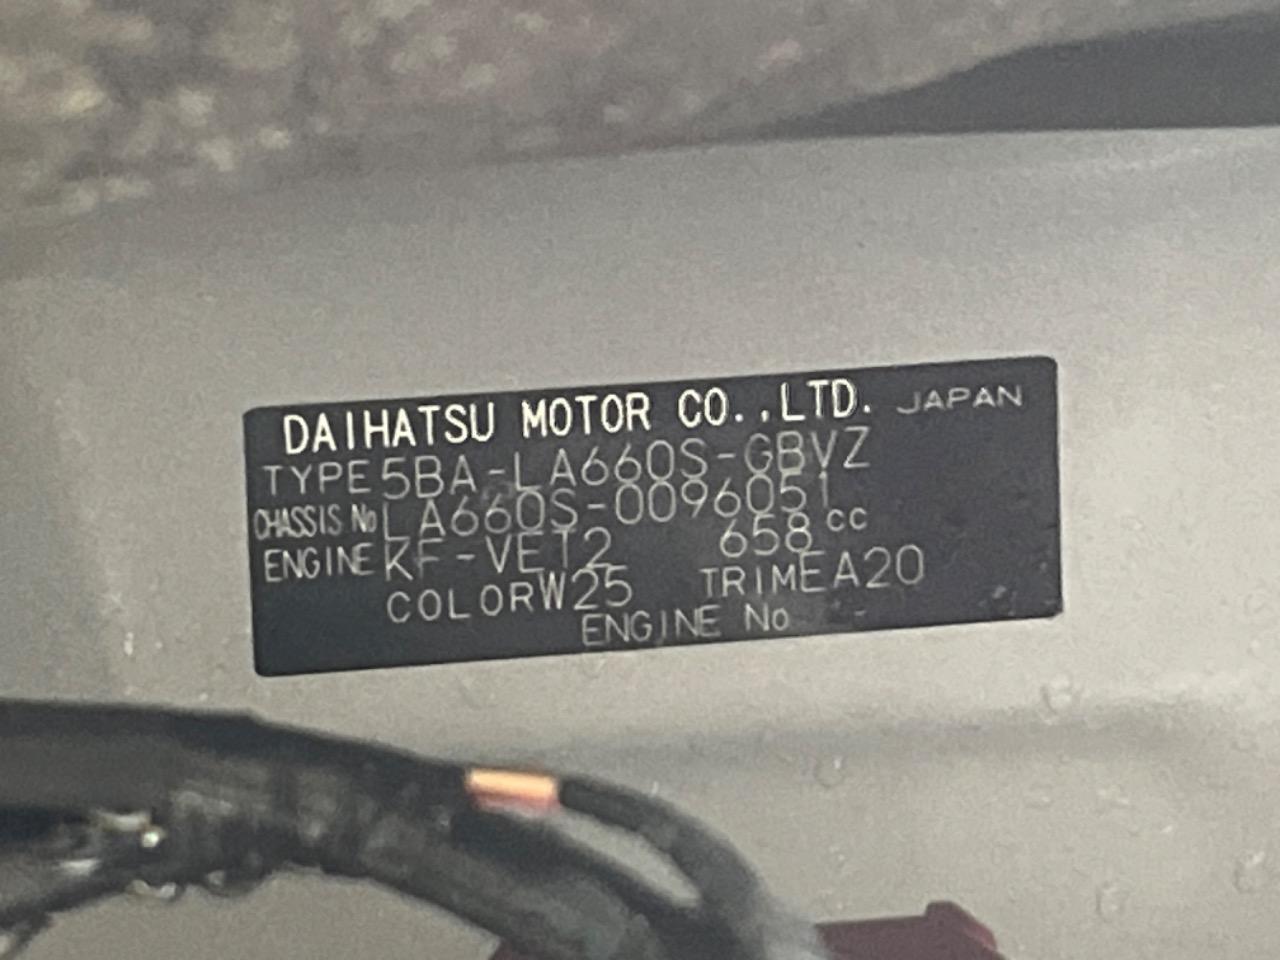 DAIHATSU MOTOR CO.,LTD. JAPAN
TYPE 5BA-LA660S-GBVZ
CHASSIS No LA660S-0096051
ENGINE KF-VET2 658 cc
COLOR W25 TRIM EA20
ENGINE No